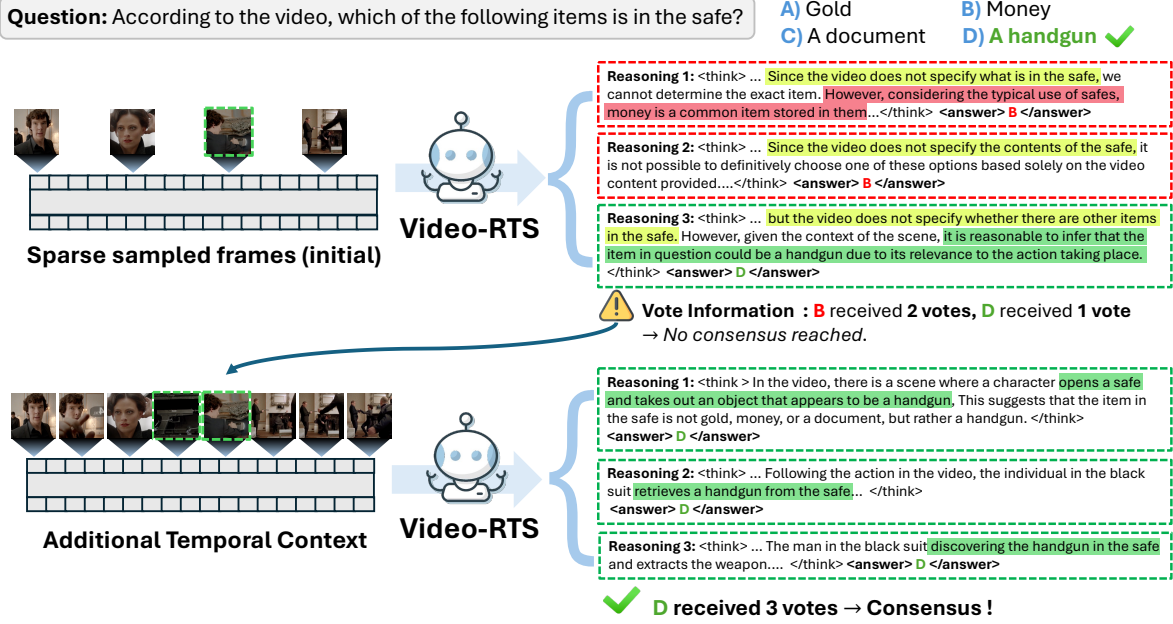 Question: According to the video, which of the following items is in the safe?
A) Gold
B) Money
C) A document
D) A handgun
Sparse sampled frames (initial)
Video-RTS
Reasoning 1: <think> ... Since the video does not specify what is in the safe, we
cannot determine the exact item. However, considering the typical use of safes,
money is a common item stored in them...</think> <answer> B </answer>
Reasoning 2: <think> ... Since the video does not specify the contents of the safe, it
is not possible to definitively choose one of these options based solely on the video
content provided....</think> <answer> B </answer>
Reasoning 3: <think> ... but the video does not specify whether there are other items
in the safe. However, given the context of the scene, it is reasonable to infer that the
item in question could be a handgun due to its relevance to the action taking place.
</think> <answer> D </answer>
Vote Information : B received 2 votes, D received 1 vote
→ No consensus reached.
Additional Temporal Context
Video-RTS
Reasoning 1: <think > In the video, there is a scene where a character opens a safe
and takes out an object that appears to be a handgun, This suggests that the item in
the safe is not gold, money, or a document, but rather a handgun. </think>
<answer> D </answer>
Reasoning 2: <think> ... Following the action in the video, the individual in the black
suit retrieves a handgun from the safe... </think>
<answer> D </answer>
Reasoning 3: <think> ... The man in the black suit discovering the handgun in the safe
and extracts the weapon.... </think> <answer> D </answer>
D received 3 votes → Consensus !